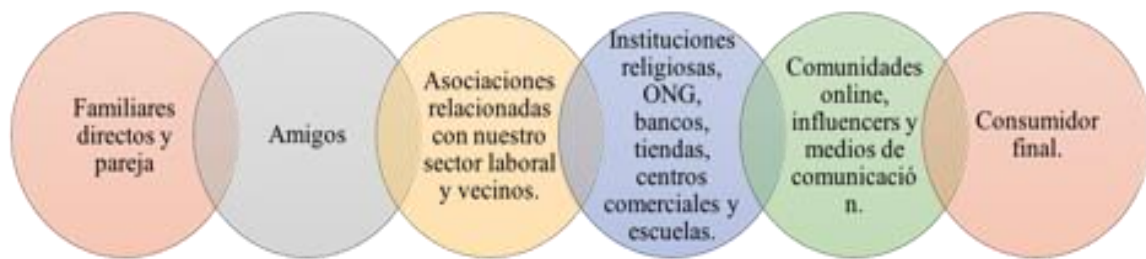 Familiares
directos y
pareja
Amigos
Asociaciones
relacionadas
con nuestro
sector laboral
y vecinos.
Instituciones
religiosas,
ONG,
bancos,
tiendas,
centros
comerciales y
escuelas.
Comunidades
online,
influencers y
medios de
comunicació
n.
Consumidor
final.